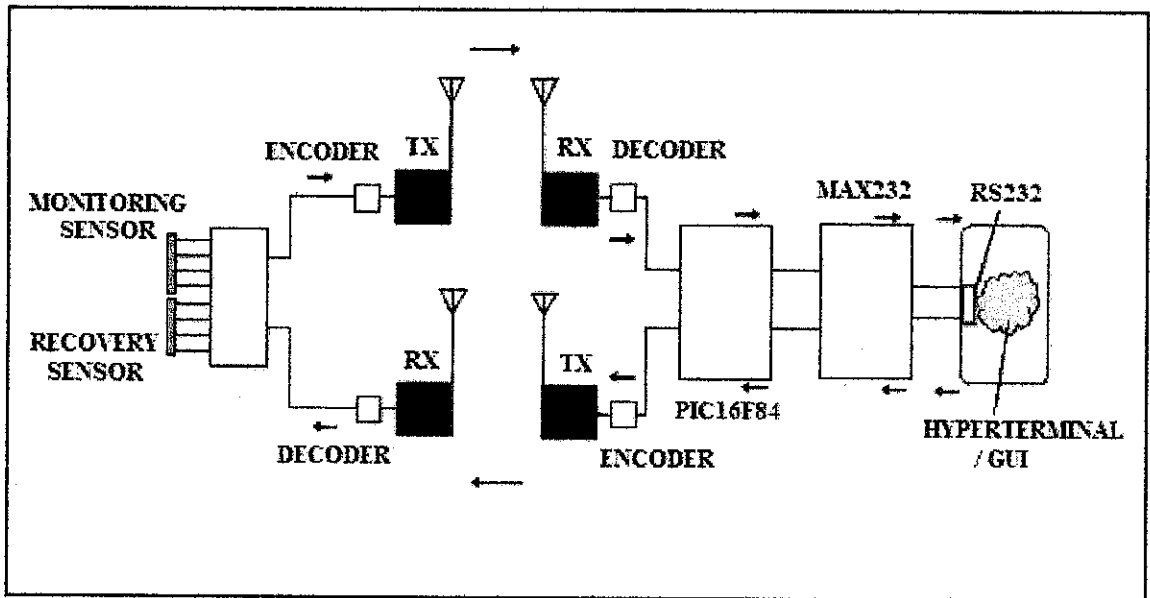 TX
RX
ENCODER
DECODER
MAX232
RS232
MONITORING
SENSOR
RECOVERY
SENSOR
RX
TX
PIC16F84
DECODER
ENCODER
HYPERTERMINAL
/ GUI